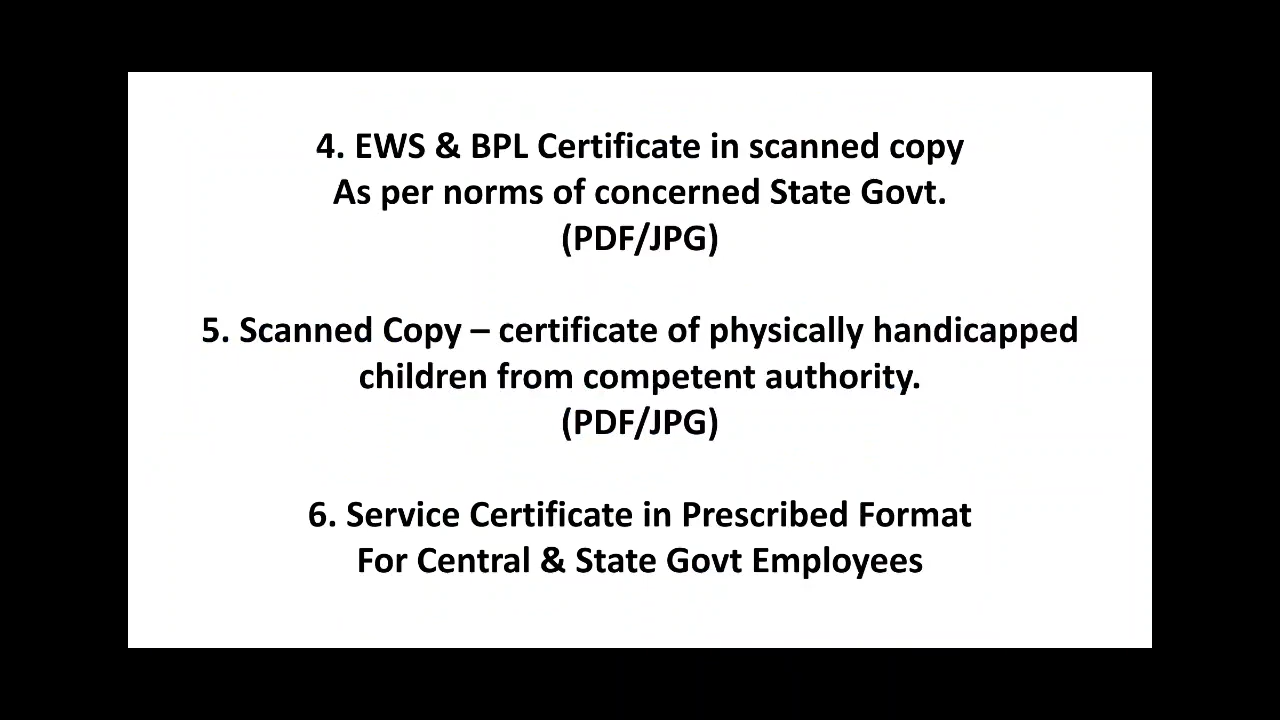 4. EWS & BPL Certificate in scanned copy
As per norms of concerned State Govt.
(PDF/JPG)
5. Scanned Copy – certificate of physically handicapped
children from competent authority.
(PDF/JPG)
6. Service Certificate in Prescribed Format
For Central & State Govt Employees